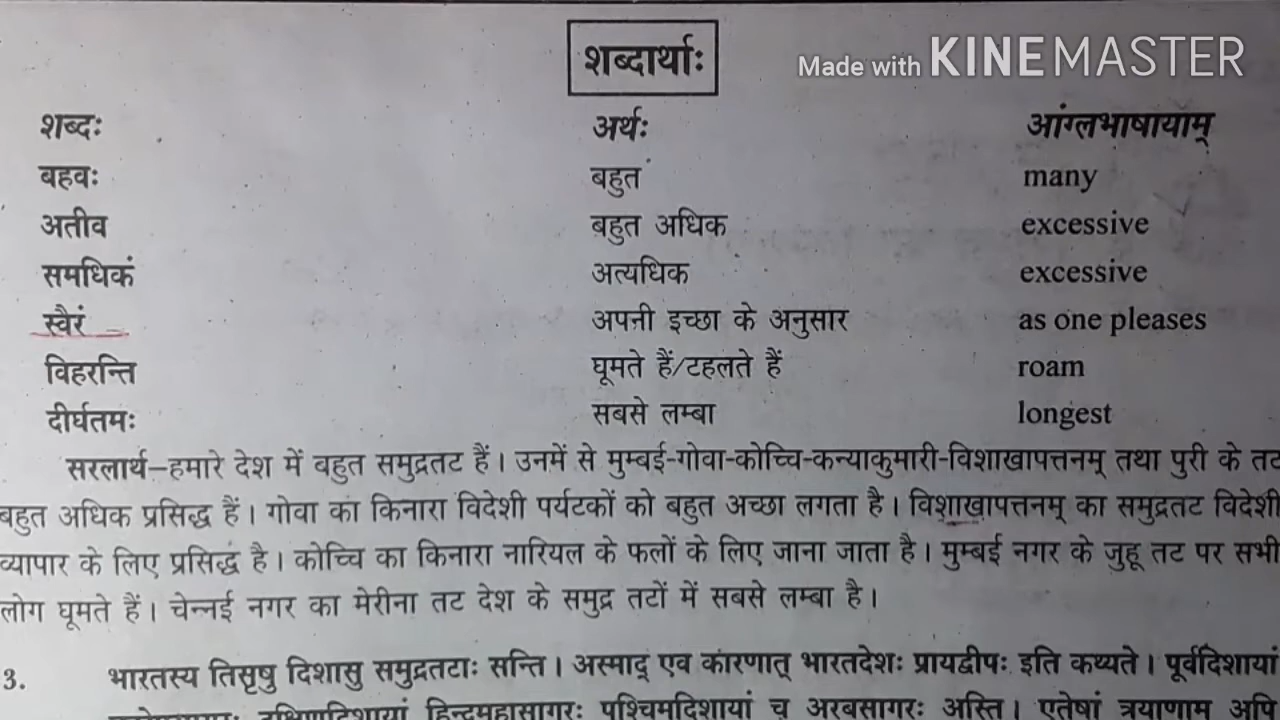 शब्दार्थाः
Made with KINEMASTER
शब्दः अर्थः आंग्लभाषायाम्
बहवः बहुत many
अतीव बहुत अधिक excessive
समधिकं अत्यधिक excessive
स्वैरं अपनी इच्छा के अनुसार as one pleases
विहरन्ति घूमते हैं/टहलते हैं roam
दीर्घतमः सबसे लम्बा longest
सरलार्थ–हमारे देश में बहुत समुद्रतट हैं। उनमें से मुम्बई-गोवा-कोच्चि-कन्याकुमारी-विशाखापत्तनम् तथा पुरी के तट
बहुत अधिक प्रसिद्ध हैं। गोवा का किनारा विदेशी पर्यटकों को बहुत अच्छा लगता है। विशाखापत्तनम् का समुद्रतट विदेशी
व्यापार के लिए प्रसिद्ध है। कोच्चि का किनारा नारियल के फलों के लिए जाना जाता है। मुम्बई नगर के जुहू तट पर सभी
लोग घूमते हैं। चेन्नई नगर का मेरीना तट देश के समुद्र तटों में सबसे लम्बा है।
3. भारतस्य तिसृषु दिशासु समुद्रतटाः सन्ति। अस्माद् एव कारणात् भारतदेशः प्रायद्वीपः इति कथ्यते। पूर्वदिशायां
दक्षिणदिशायां हिन्दमहासागरः पश्चिमदिशायां च अरबसागरः अस्ति। एतेषां त्रयाणाम् अपि